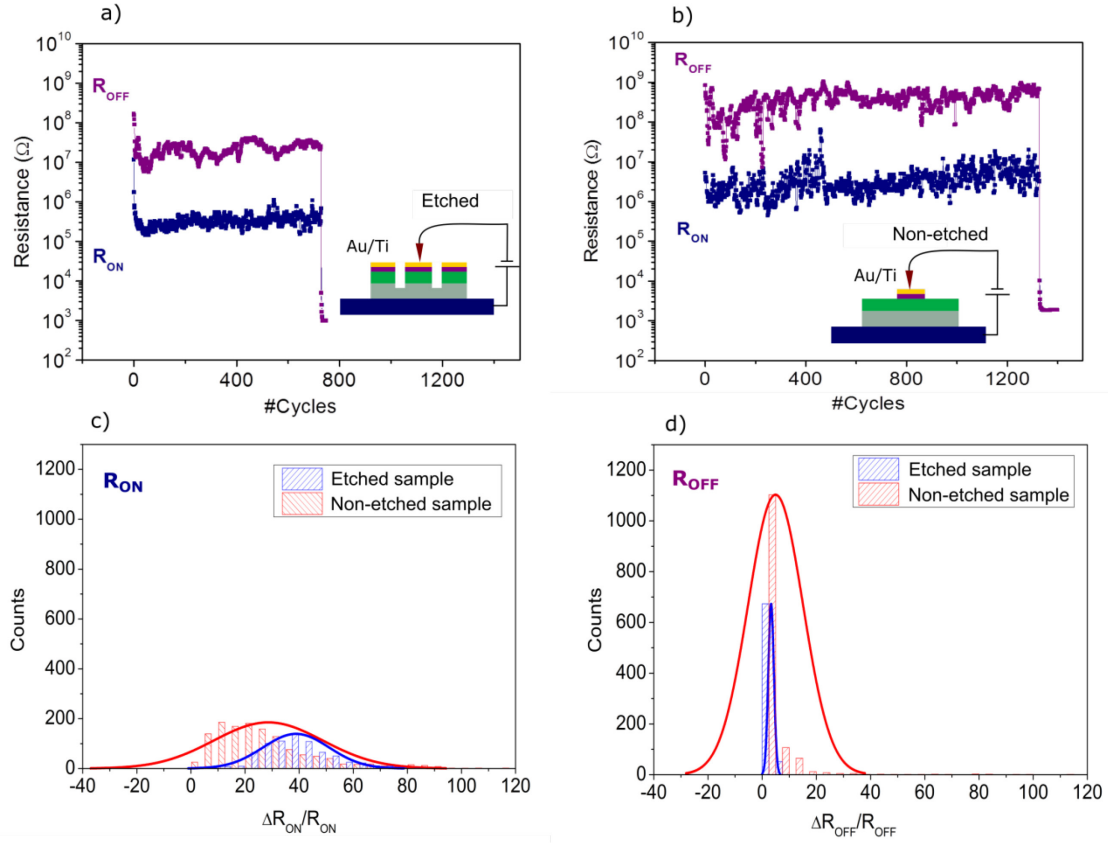 a)
10^10
10^9
10^8
10^7
10^6
10^5
10^4
10^3
10^2
Resistance (Ω)
R_OFF
R_ON
Etched
Au/Ti
0
400
800
1200
#Cycles
b)
10^10
10^9
10^8
10^7
10^6
10^5
10^4
10^3
10^2
Resistance (Ω)
R_OFF
R_ON
Non-etched
Au/Ti
0
400
800
1200
#Cycles
c)
1200
1000
800
600
400
200
0
Counts
R_ON
Etched sample
Non-etched sample
-40
-20
0
20
40
60
80
100
120
ΔR_ON/R_ON
d)
1200
1000
800
600
400
200
0
Counts
R_OFF
Etched sample
Non-etched sample
-40
-20
0
20
40
60
80
100
120
ΔR_OFF/R_OFF